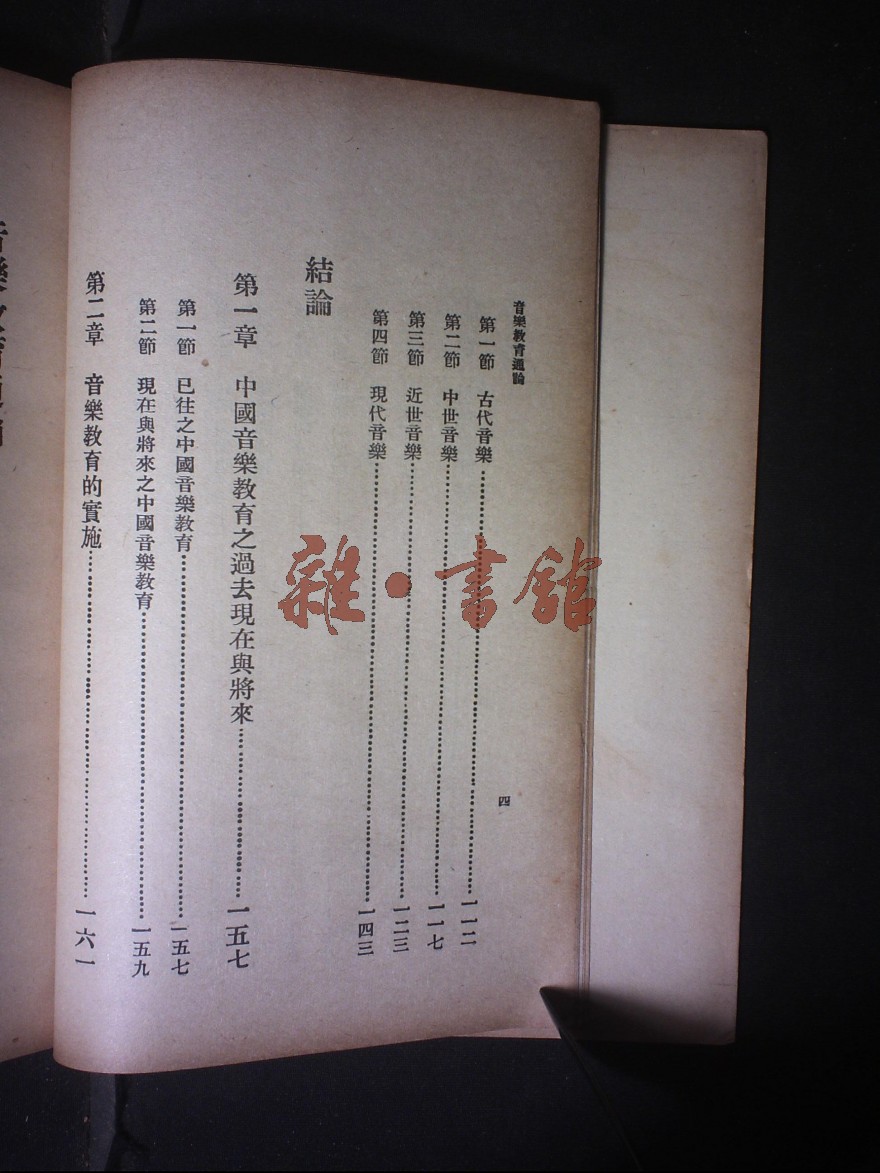 音樂教育通論
四
第一節 古代音樂⋯⋯⋯⋯一一二
第二節 中世音樂⋯⋯⋯⋯一一七
第三節 近世音樂⋯⋯⋯⋯一二三
第四節 現代音樂⋯⋯⋯⋯一四三
結論
第一章 中國音樂教育之過去現在與將來⋯⋯⋯⋯一五七
第一節 已往之中國音樂教育⋯⋯⋯⋯一五七
第二節 現在與將來之中國音樂教育⋯⋯⋯⋯一五九
第二章 音樂教育的實施⋯⋯⋯⋯一六一
雜·書館